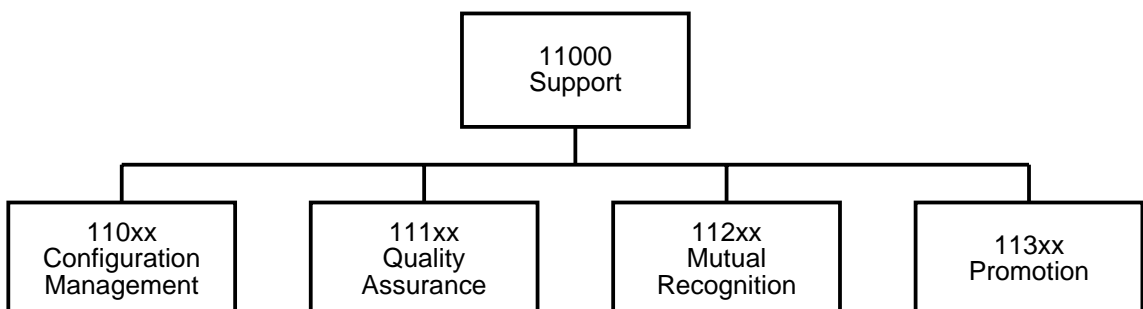 11000
Support
110xx
Configuration
Management
111xx
Quality
Assurance
112xx
Mutual
Recognition
113xx
Promotion